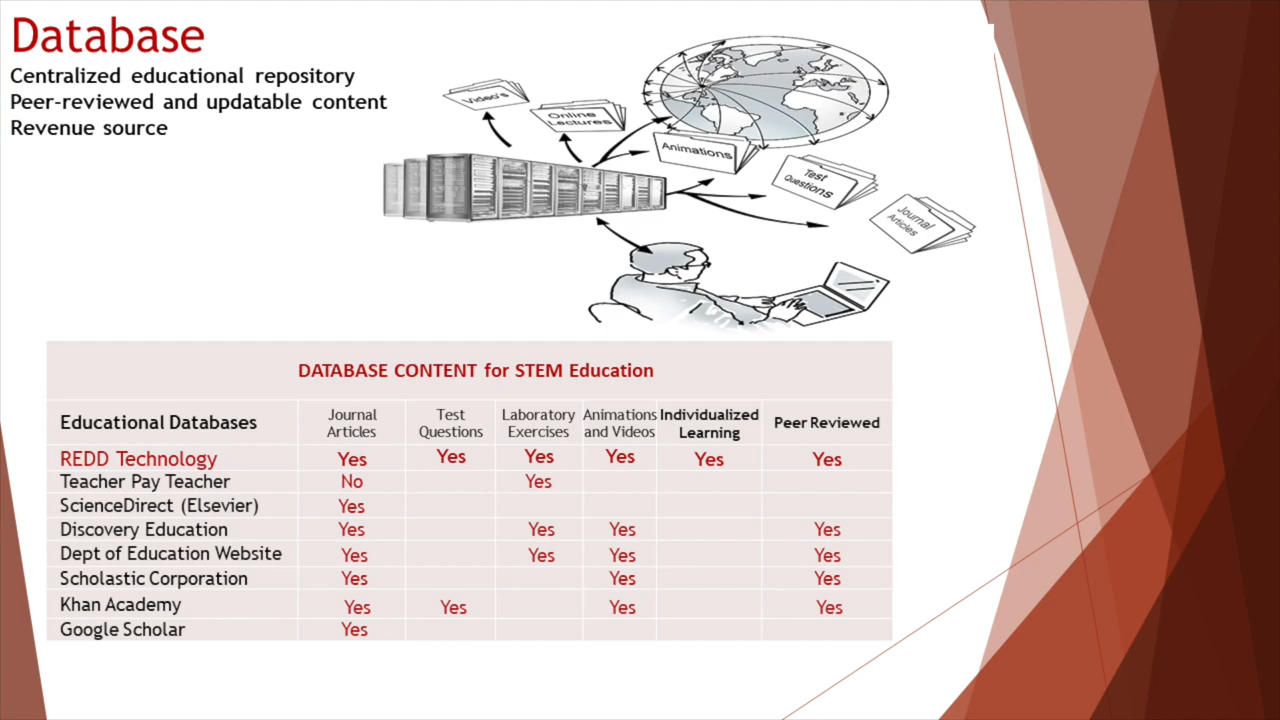 Database
Centralized educational repository
Peer-reviewed and updatable content
Revenue source
Video's
Online
Lectures
Animations
Test
Questions
Journal
Articles
DATABASE CONTENT for STEM Education
Educational Databases
Journal
Articles
Test
Questions
Laboratory
Exercises
Animations
and Videos
Individualized
Learning
Peer Reviewed
REDD Technology Yes Yes Yes Yes Yes Yes
Teacher Pay Teacher No Yes
ScienceDirect (Elsevier) Yes
Discovery Education Yes Yes Yes Yes
Dept of Education Website Yes Yes Yes Yes
Scholastic Corporation Yes Yes Yes
Khan Academy Yes Yes Yes Yes
Google Scholar Yes